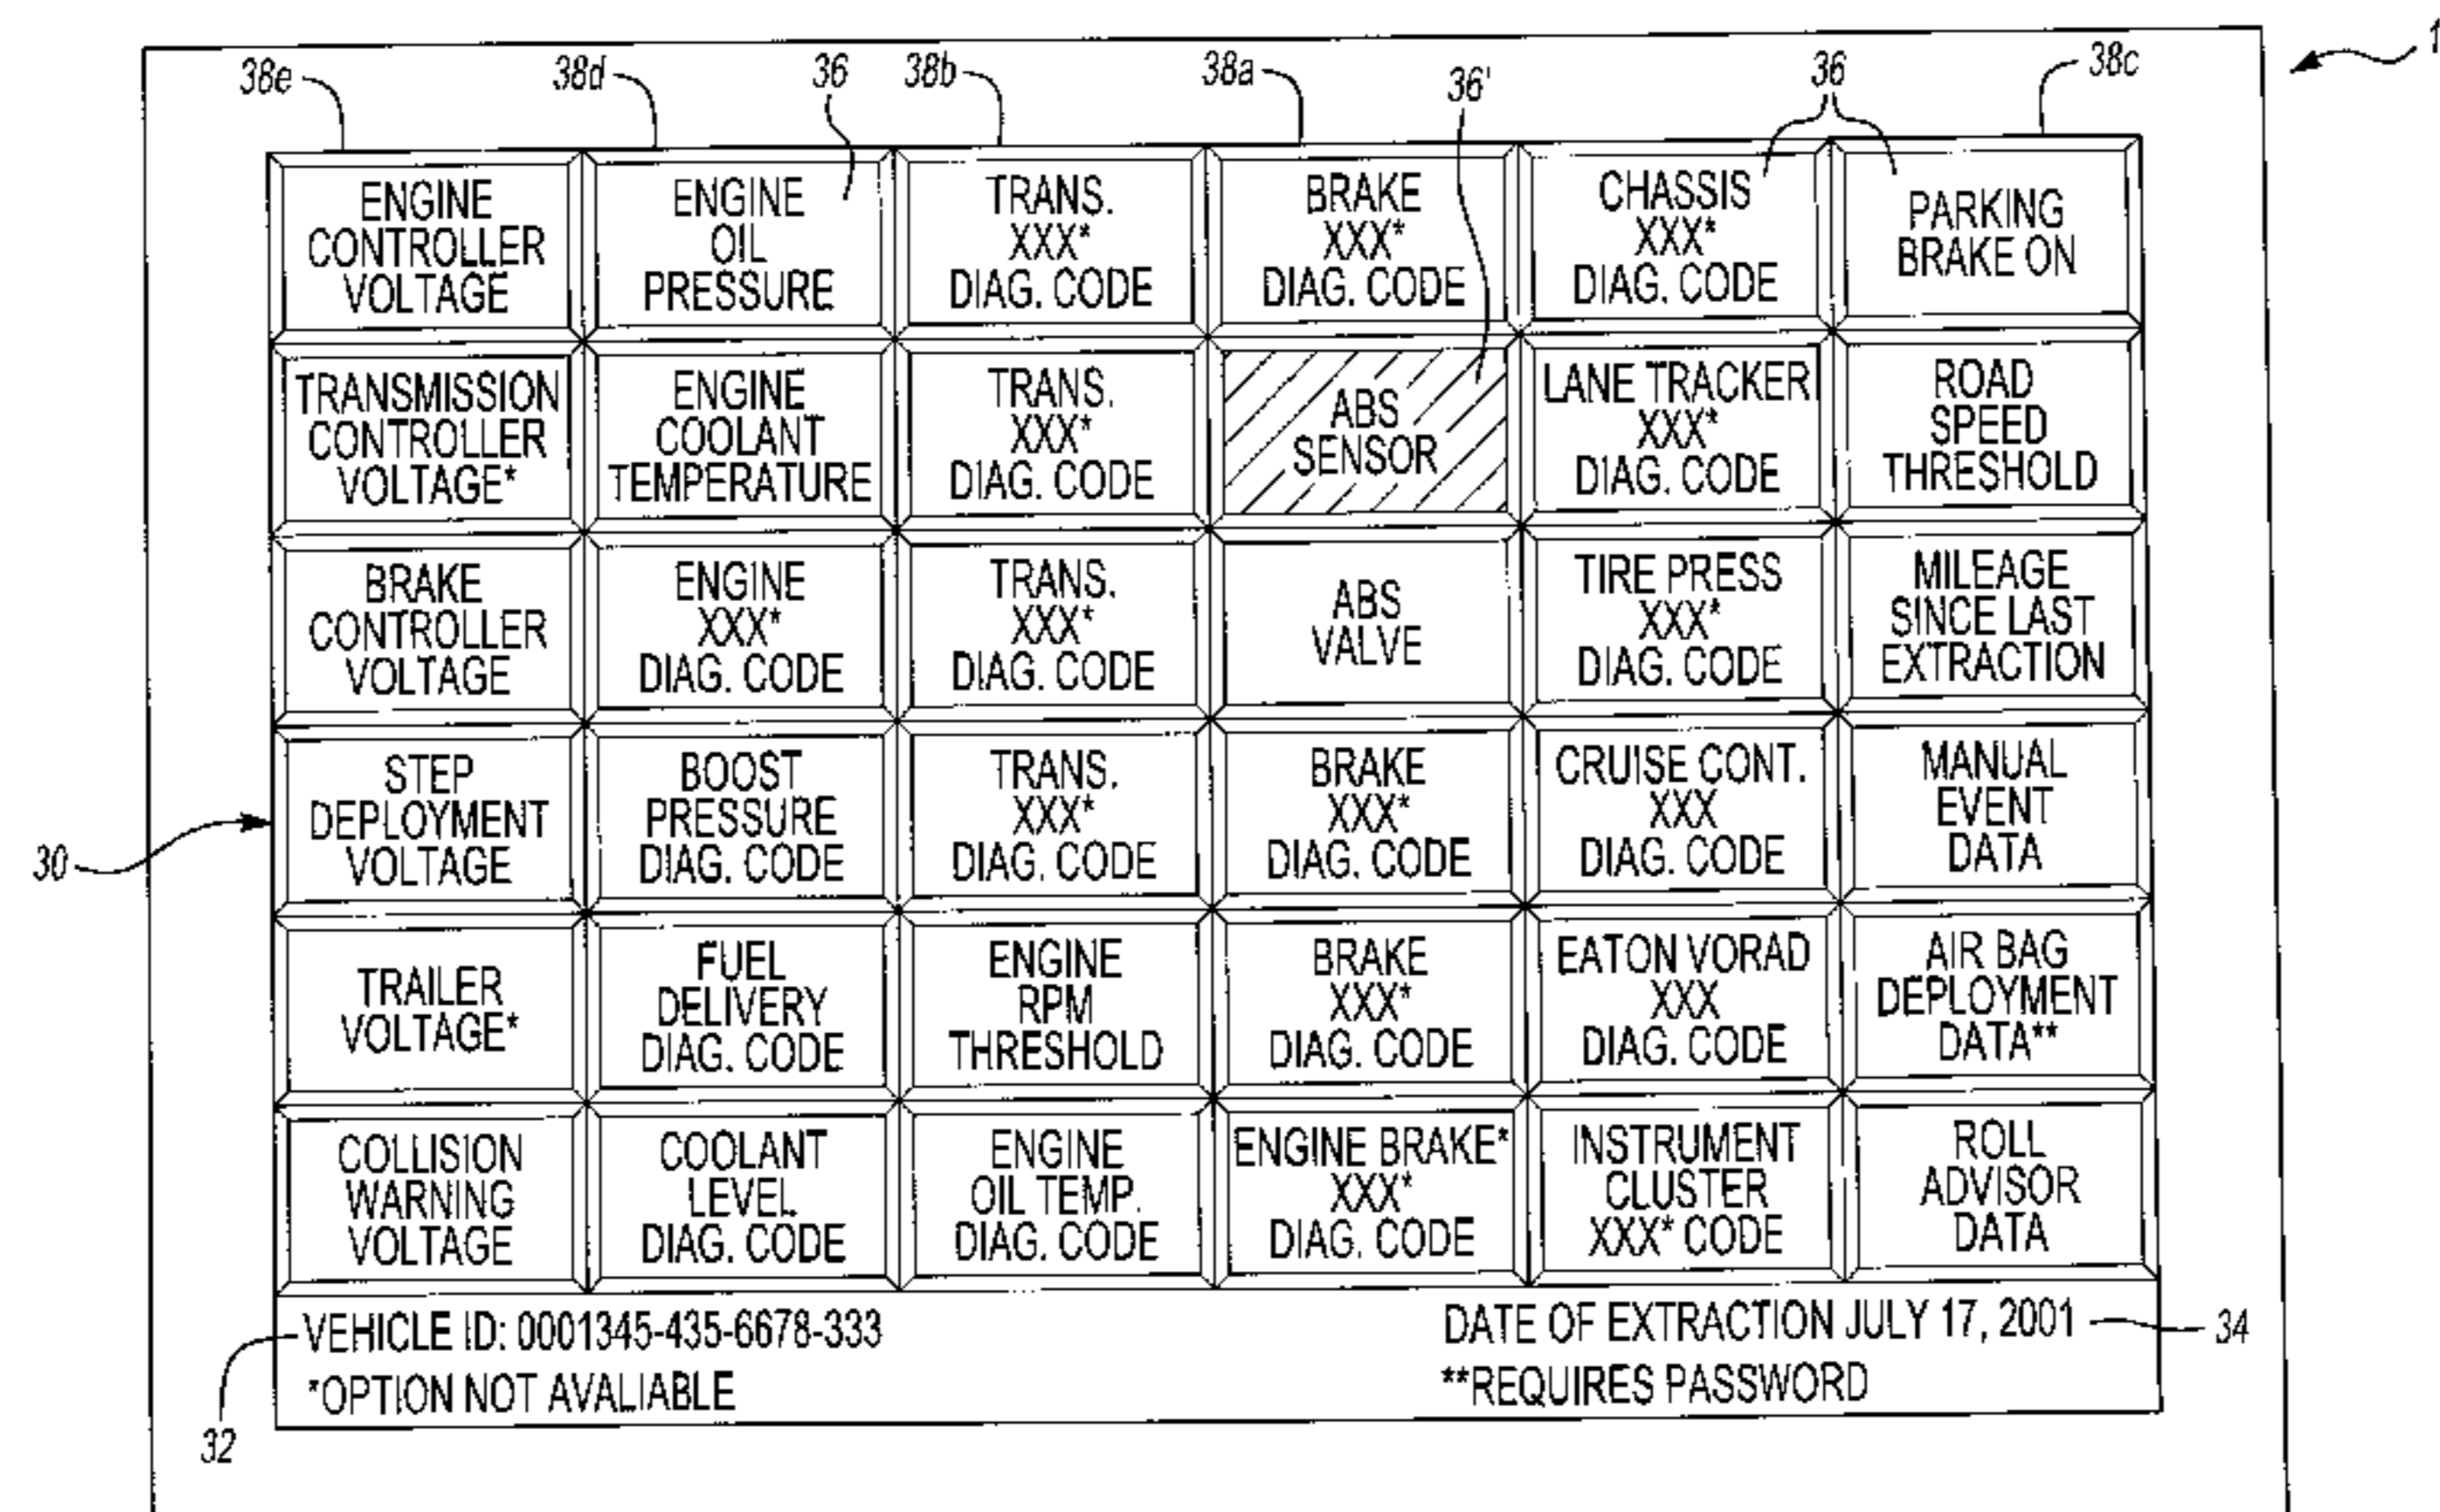 38e 38d 36 38b 38a 36' 36 38c 1
ENGINE
CONTROLLER
VOLTAGE
ENGINE
OIL
PRESSURE
TRANS.
XXX*
DIAG. CODE
BRAKE
XXX*
DIAG. CODE
CHASSIS
XXX*
DIAG. CODE
PARKING
BRAKE ON
TRANSMISSION
CONTROLLER
VOLTAGE*
ENGINE
COOLANT
TEMPERATURE
TRANS.
XXX*
DIAG. CODE
ABS
SENSOR
LANE TRACKER
XXX*
DIAG. CODE
ROAD
SPEED
THRESHOLD
BRAKE
CONTROLLER
VOLTAGE
ENGINE
XXX*
DIAG. CODE
TRANS.
XXX*
DIAG. CODE
ABS
VALVE
TIRE PRESS
XXX*
DIAG. CODE
MILEAGE
SINCE LAST
EXTRACTION
30
STEP
DEPLOYMENT
VOLTAGE
BOOST
PRESSURE
DIAG. CODE
TRANS.
XXX*
DIAG. CODE
BRAKE
XXX*
DIAG. CODE
CRUISE CONT.
XXX
DIAG. CODE
MANUAL
EVENT
DATA
TRAILER
VOLTAGE*
FUEL
DELIVERY
DIAG. CODE
ENGINE
RPM
THRESHOLD
BRAKE
XXX*
DIAG. CODE
EATON VORAD
XXX
DIAG. CODE
AIR BAG
DEPLOYMENT
DATA**
COLLISION
WARNING
VOLTAGE
COOLANT
LEVEL
DIAG. CODE
ENGINE
OIL TEMP.
DIAG. CODE
ENGINE BRAKE*
XXX*
DIAG. CODE
INSTRUMENT
CLUSTER
XXX* CODE
ROLL
ADVISOR
DATA
VEHICLE ID: 0001345-435-6678-333
DATE OF EXTRACTION JULY 17, 2001
34
*OPTION NOT AVALIABLE
**REQUIRES PASSWORD
32